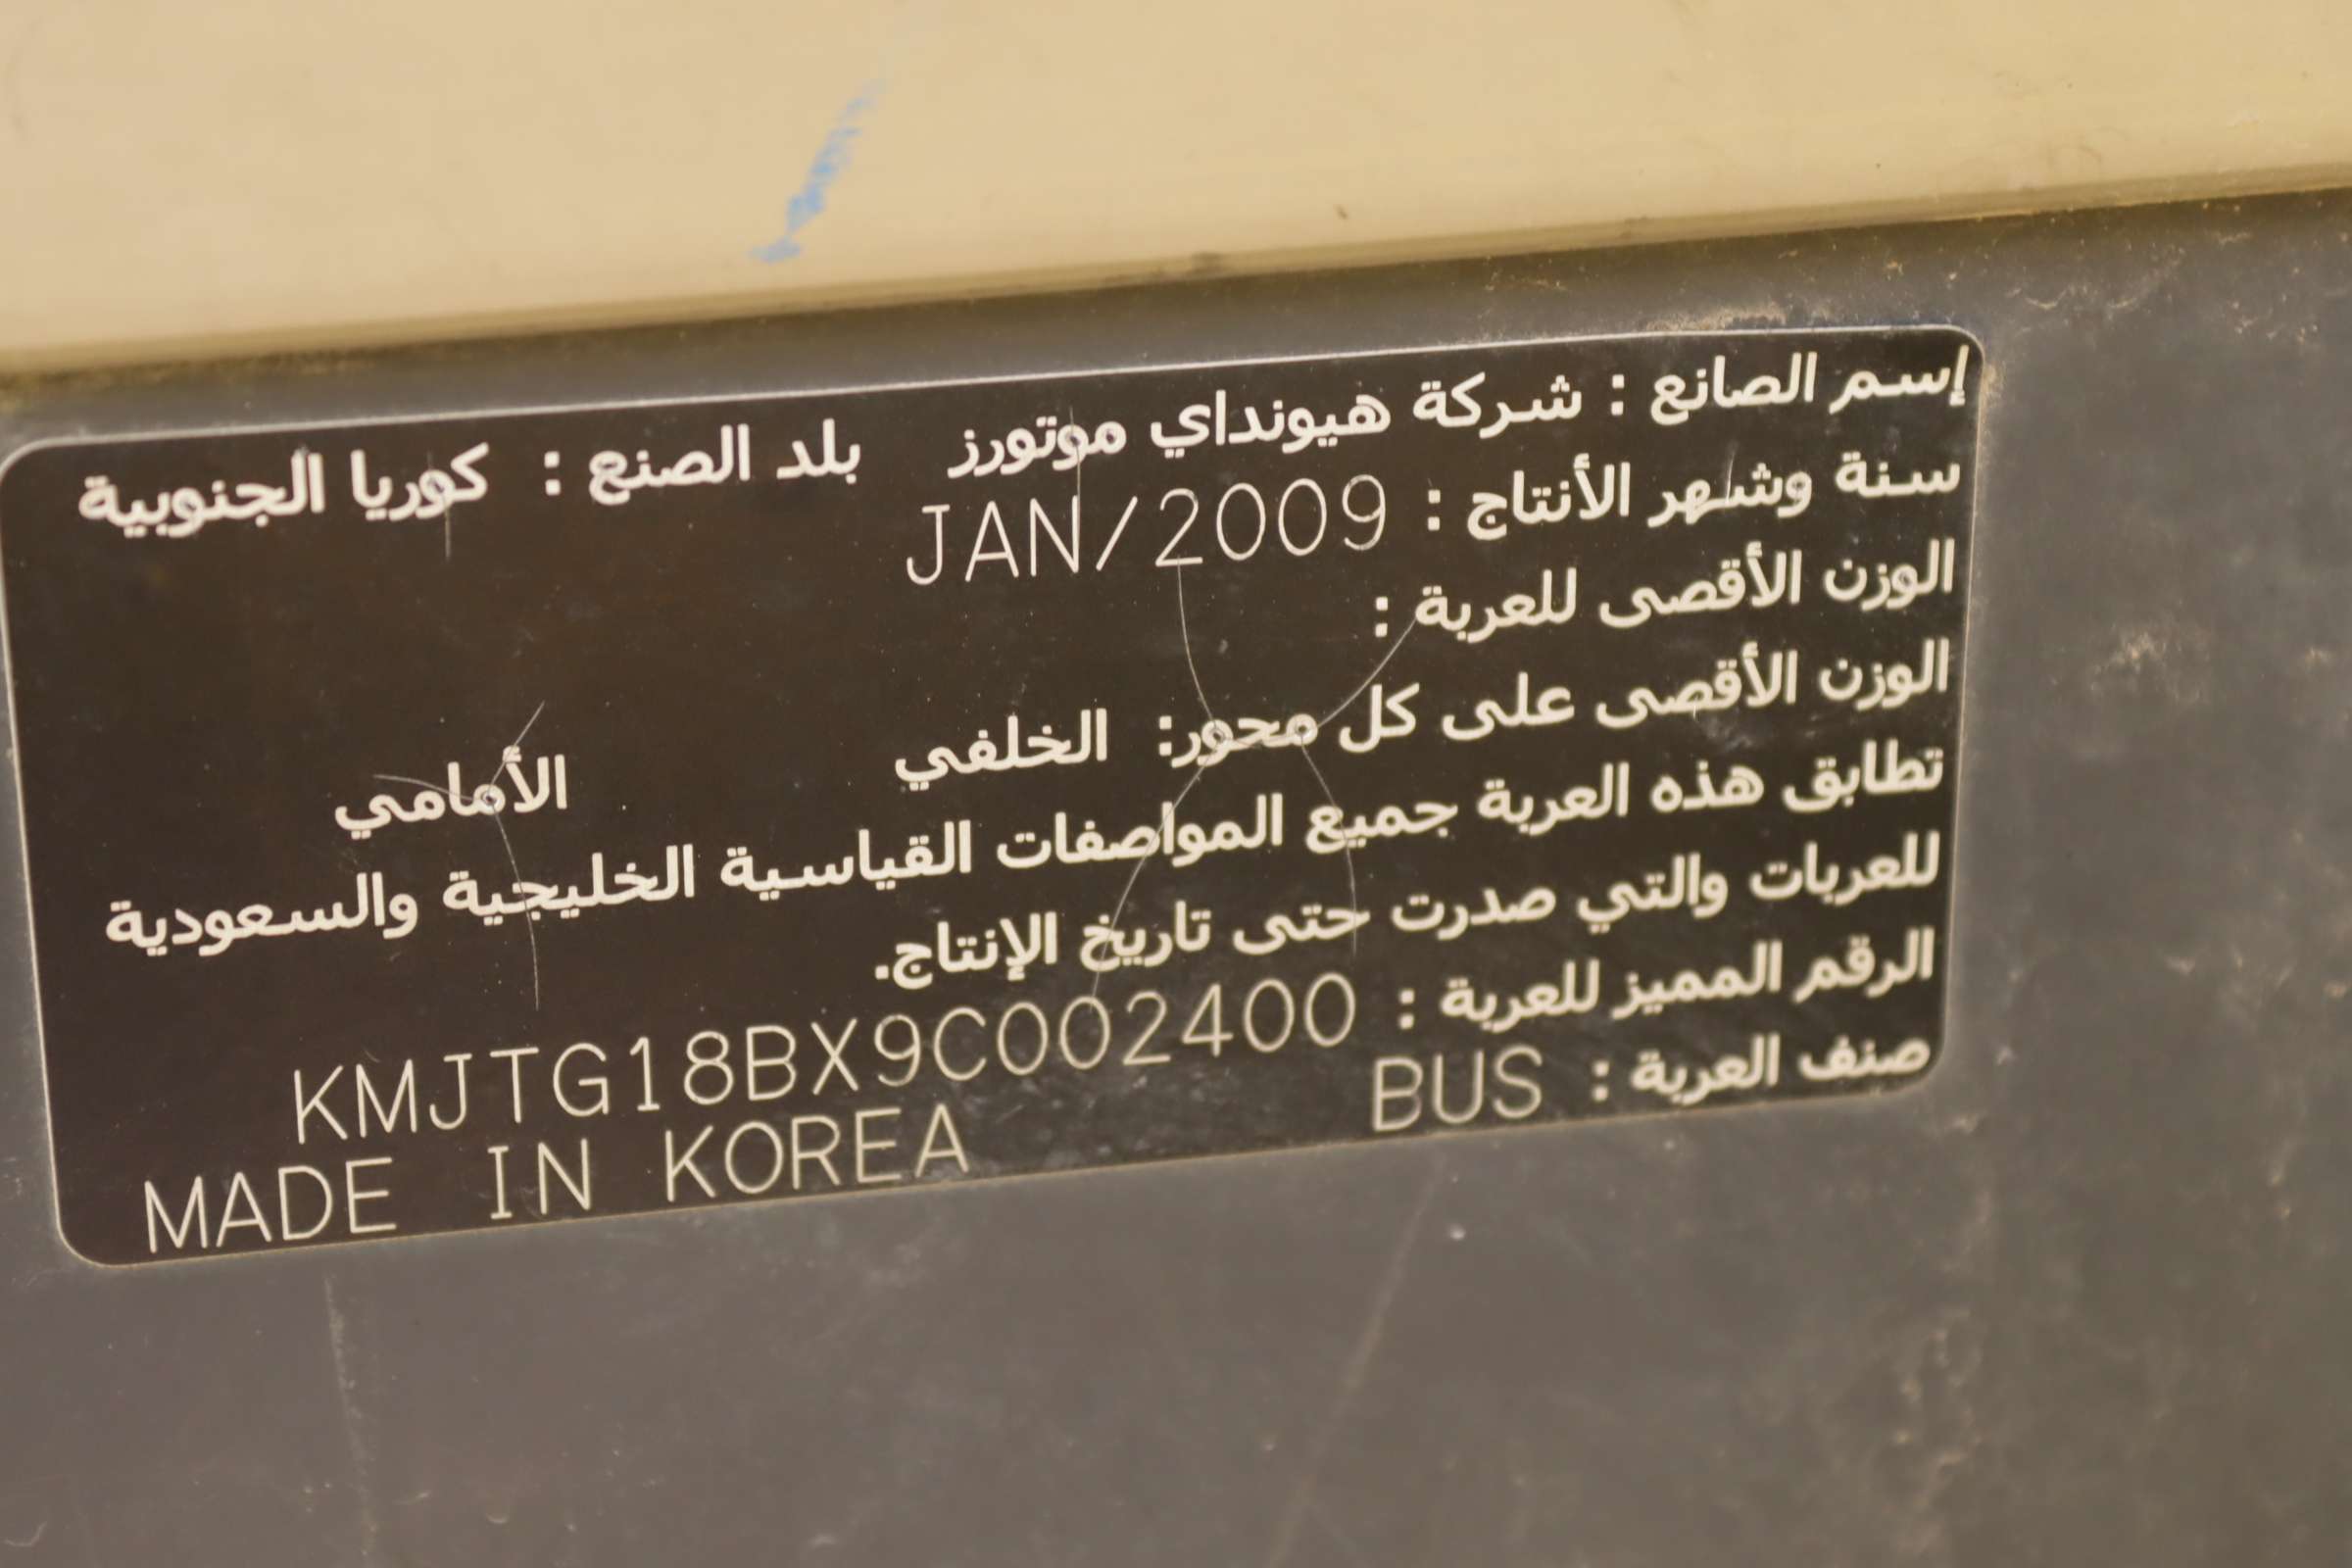 إسم الصانع : شركة هيونداي موتورز بلد الصنع : كوريا الجنوبية
سنة وشهر الأنتاج : JAN/2009
الوزن الأقصى للعربة :
الوزن الأقصى على كل محور: الخلفي الأمامي
تطابق هذه العربة جميع المواصفات القياسية الخليجية والسعودية
للعربات والتي صدرت حتى تاريخ الإنتاج.
الرقم المميز للعربة : KMJTG18BX9C002400
صنف العربة : BUS
MADE IN KOREA